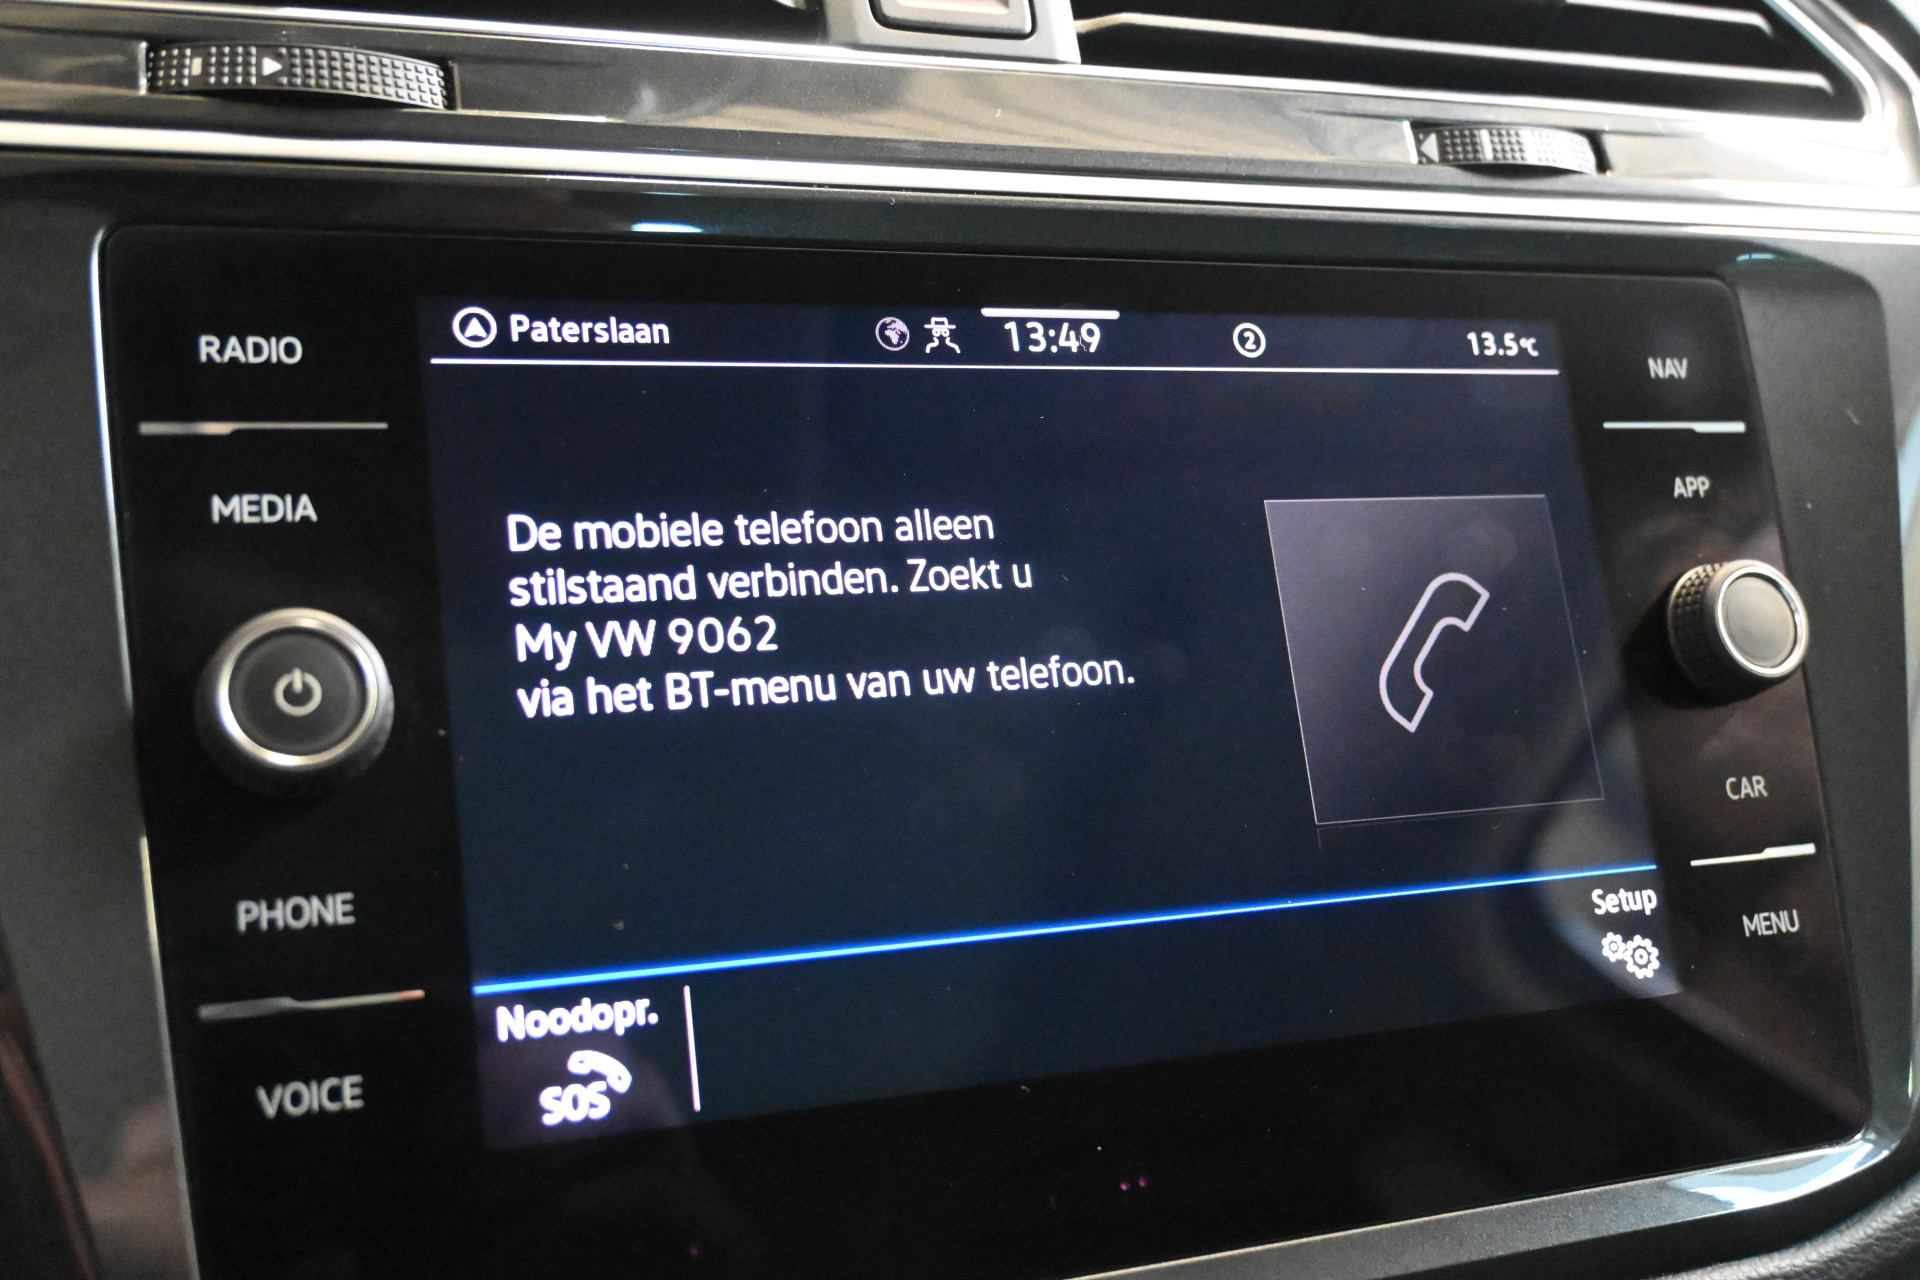 RADIO
MEDIA
PHONE
VOICE
Paterslaan
13:49
2
13.5°C
De mobiele telefoon alleen
stilstaand verbinden. Zoekt u
My VW 9062
via het BT-menu van uw telefoon.
Setup
Noodopr.
SOS
NAV
APP
CAR
MENU